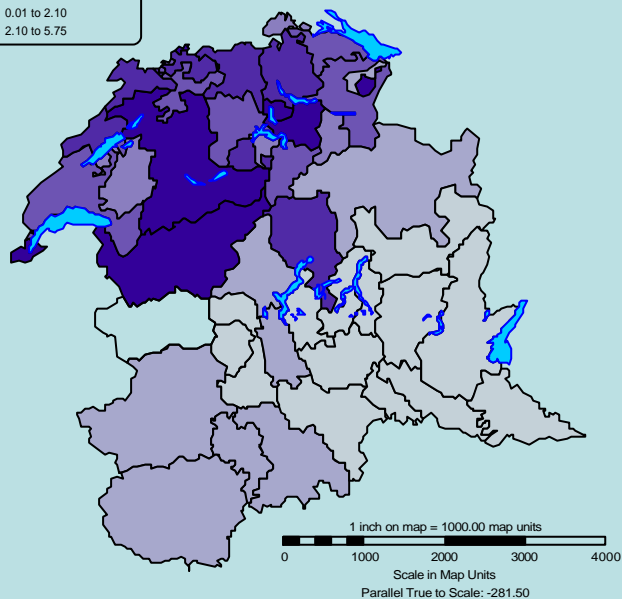 0.01 to 2.10
2.10 to 5.75
1 inch on map = 1000.00 map units
0 1000 2000 3000 4000
Scale in Map Units
Parallel True to Scale: -281.50